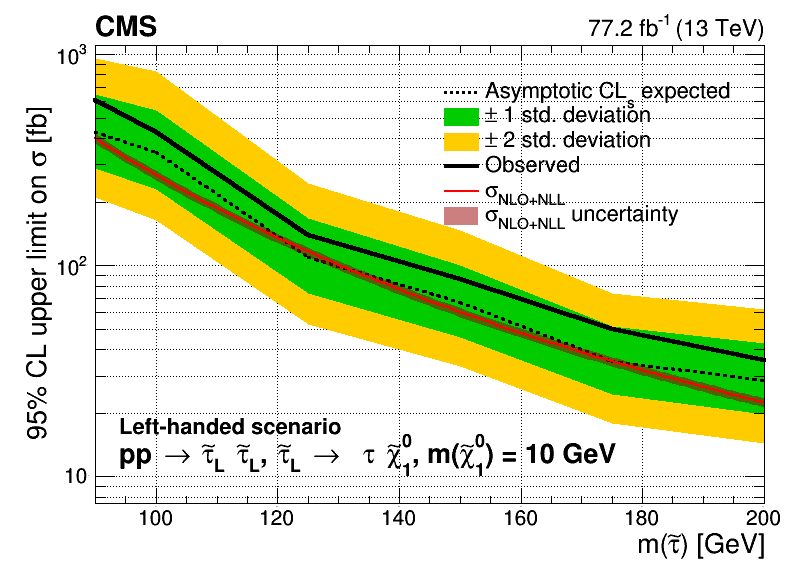 CMS 77.2 fb⁻¹ (13 TeV)
95% CL upper limit on σ [fb]
10³
10²
10
Asymptotic CLₛ expected
± 1 std. deviation
± 2 std. deviation
Observed
σNLO+NLL
σNLO+NLL uncertainty
Left-handed scenario
pp → τ̃L τ̃L, τ̃L → τ χ̃₁⁰, m(χ̃₁⁰) = 10 GeV
100 120 140 160 180 200
m(τ̃) [GeV]